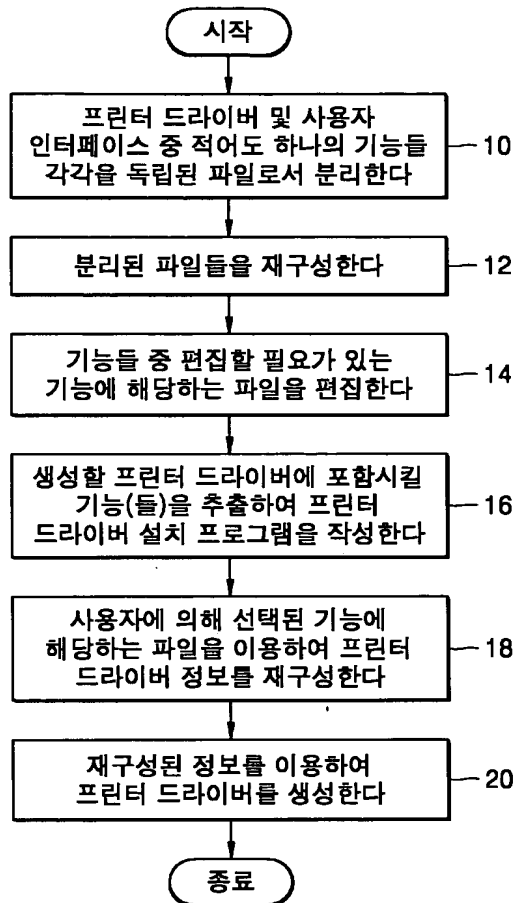 시작
프린터 드라이버 및 사용자
인터페이스 중 적어도 하나의 기능들
각각을 독립된 파일로서 분리한다
10
분리된 파일들을 재구성한다
12
기능들 중 편집할 필요가 있는
기능에 해당하는 파일을 편집한다
14
생성할 프린터 드라이버에 포함시킬
기능(들)을 추출하여 프린터
드라이버 설치 프로그램을 작성한다
16
사용자에 의해 선택된 기능에
해당하는 파일을 이용하여 프린터
드라이버 정보를 재구성한다
18
재구성된 정보를 이용하여
프린터 드라이버를 생성한다
20
종료